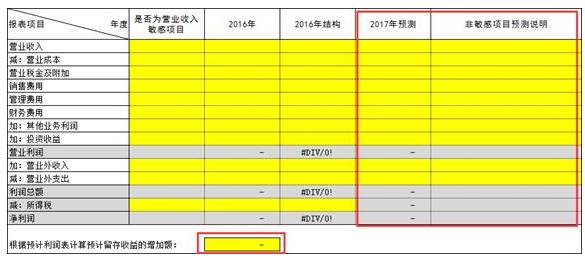 报表项目 年度 是否为营业收入敏感项目 2016年 2016年结构 2017年预测 非敏感项目预测说明
营业收入
减：营业成本
营业税金及附加
销售费用
管理费用
财务费用
加：其他业务利润
加：投资收益
营业利润 - #DIV/0! -
加：营业外收入
减：营业外支出
利润总额 - #DIV/0! -
减：所得税 -
净利润 - #DIV/0! -
根据预计利润表计算预计留存收益的增加额： -